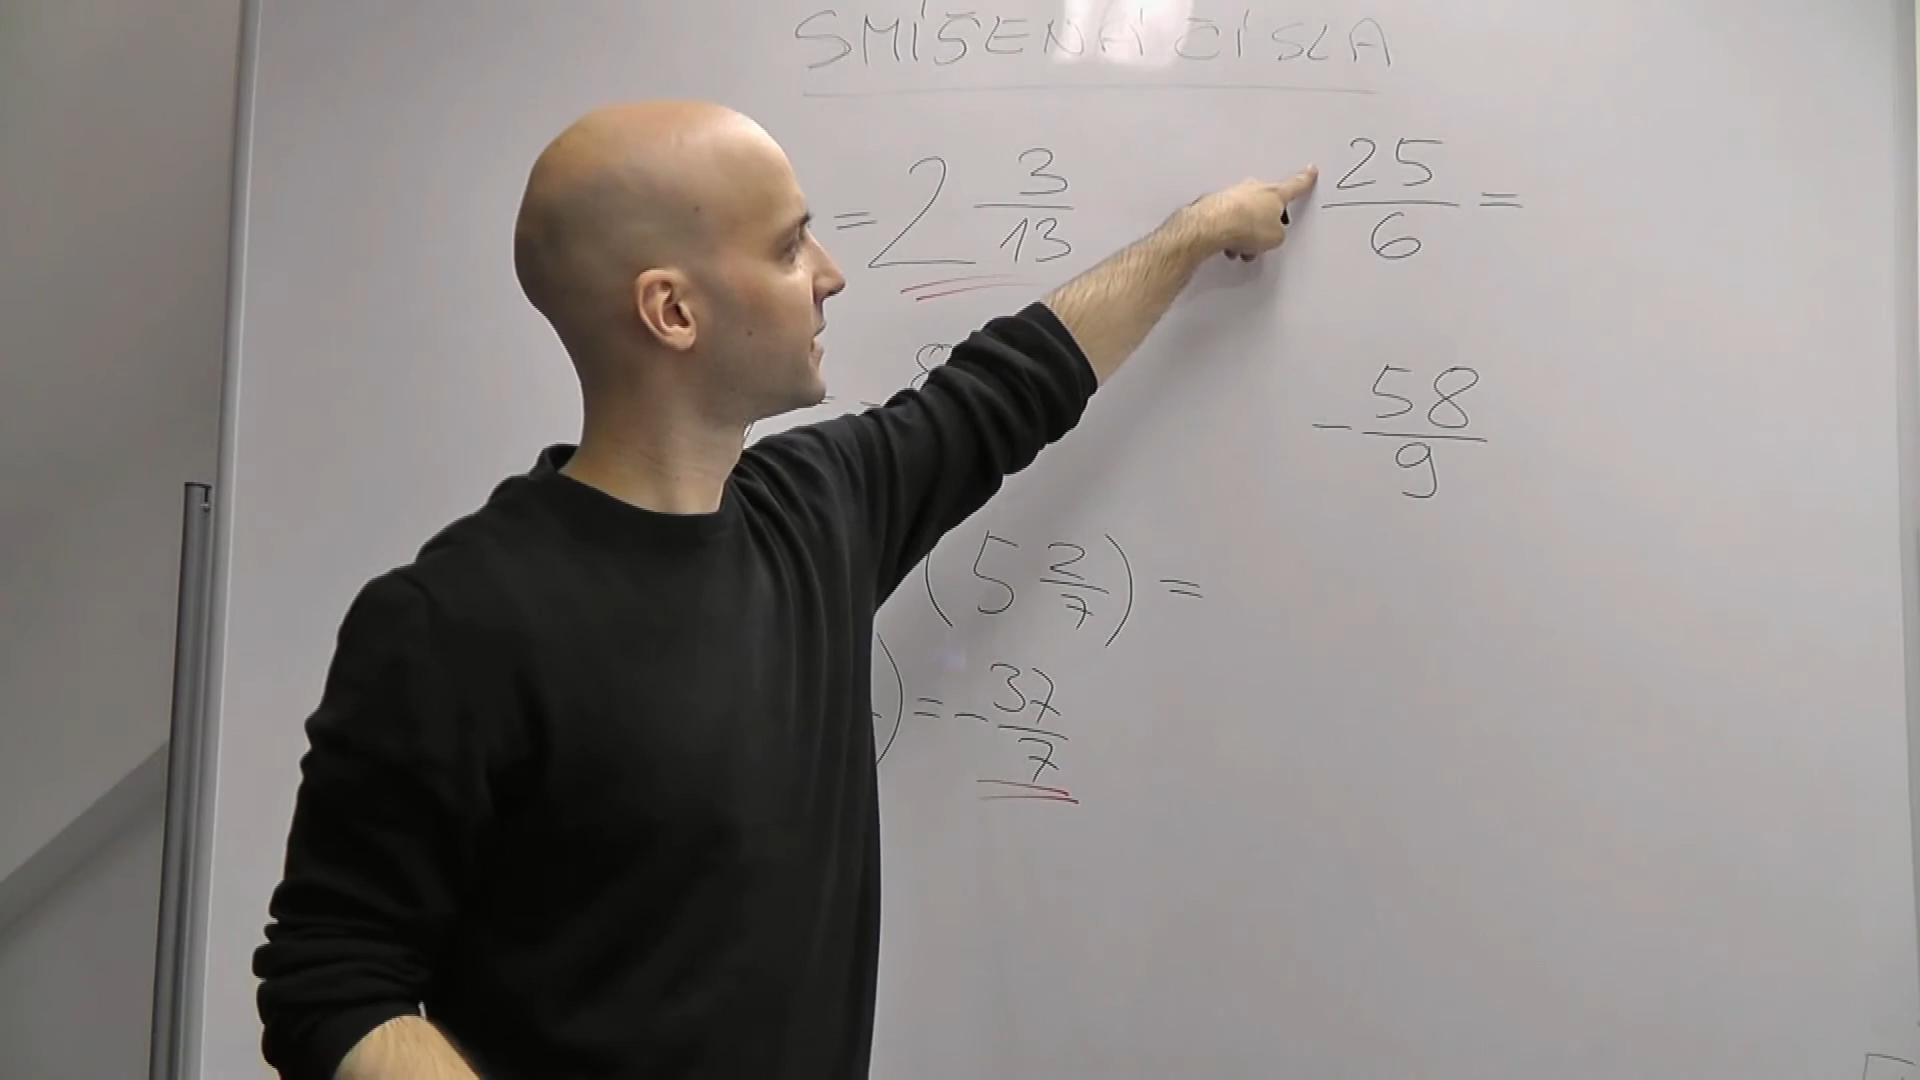 SMÍŠENÁ ČÍSLA
= 2 3/13
25/6 =
- 58/9
(5 2/7) =
) = - 37/7